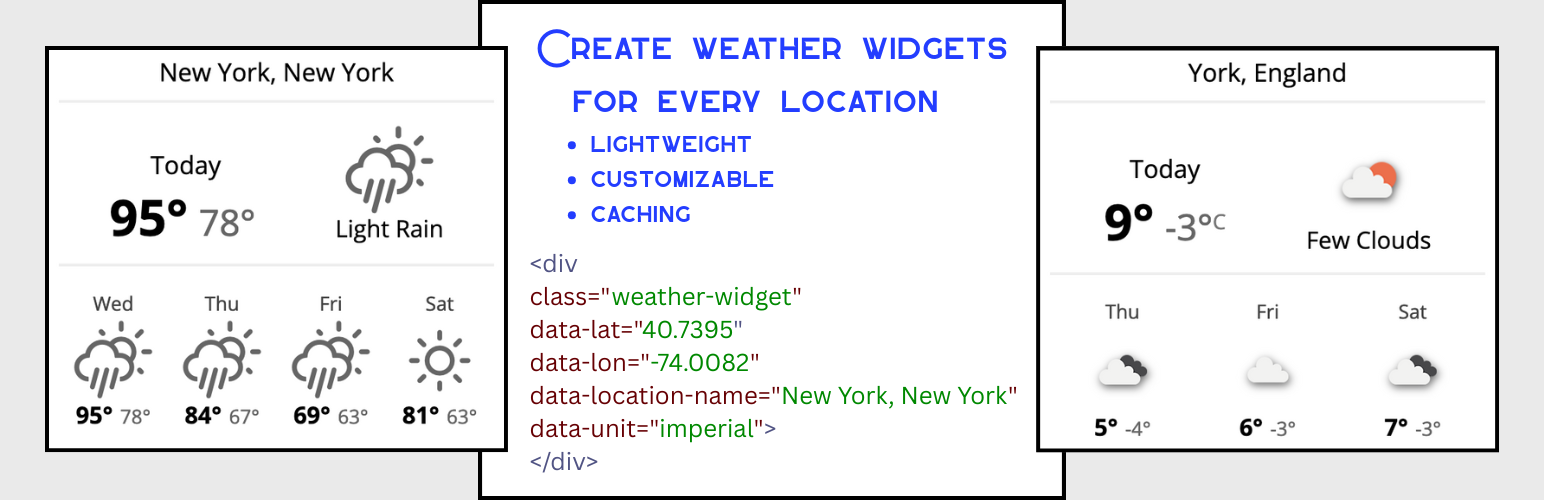 New York, New York
Today
95° 78°
Light Rain
Wed Thu Fri Sat
95° 78° 84° 67° 69° 63° 81° 63°
Create weather widgets
for every location
• Lightweight
• Customizable
• Caching
<div
class="weather-widget"
data-lat="40.7395"
data-lon="-74.0082"
data-location-name="New York, New York"
data-unit="imperial">
</div>
York, England
Today
9° -3°C
Few Clouds
Thu Fri Sat
5° -4° 6° -3° 7° -3°